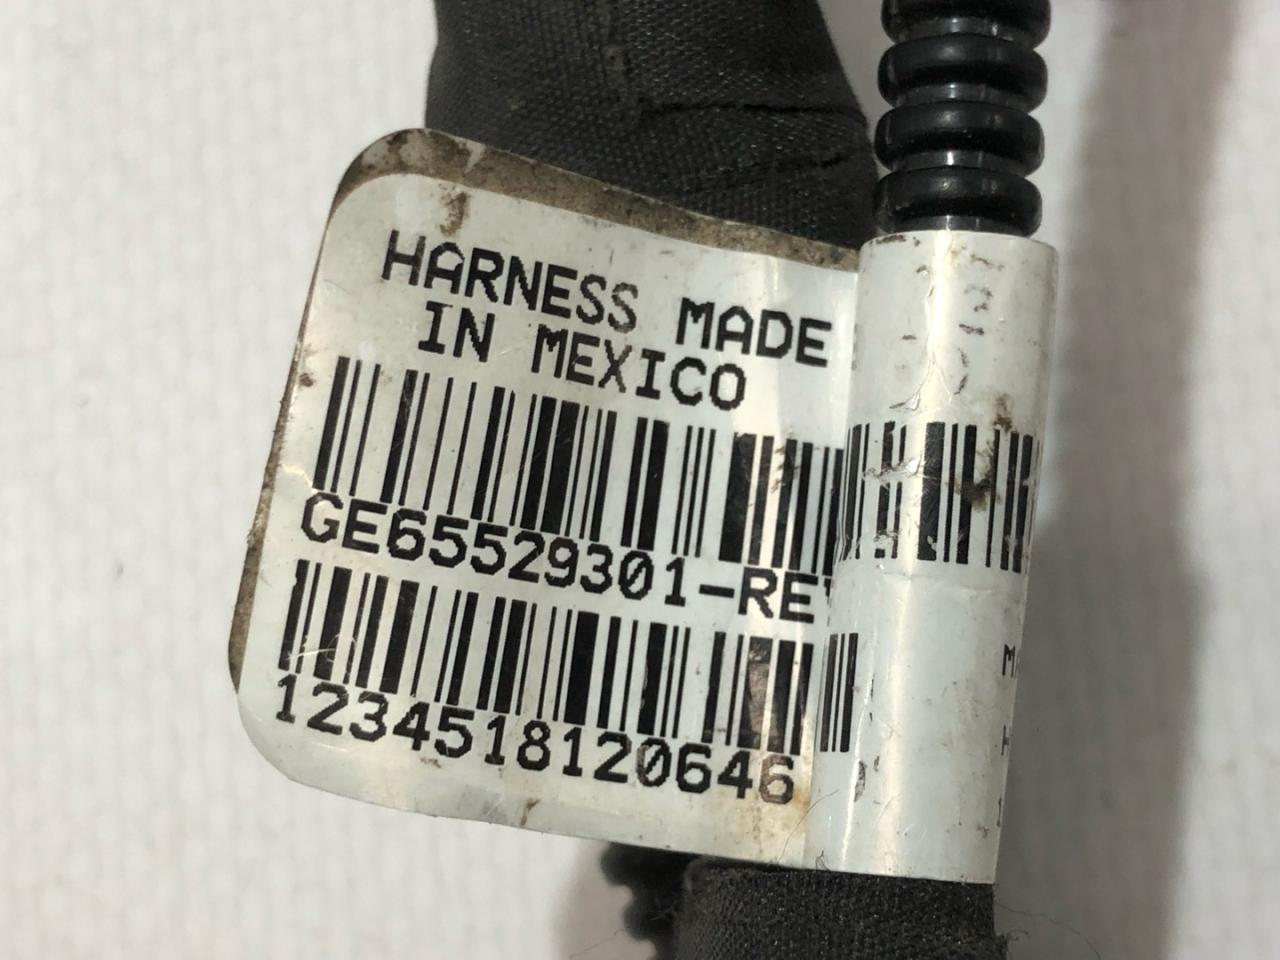 HARNESS MADE
IN MEXICO
GE65529301-RE
1234518120646